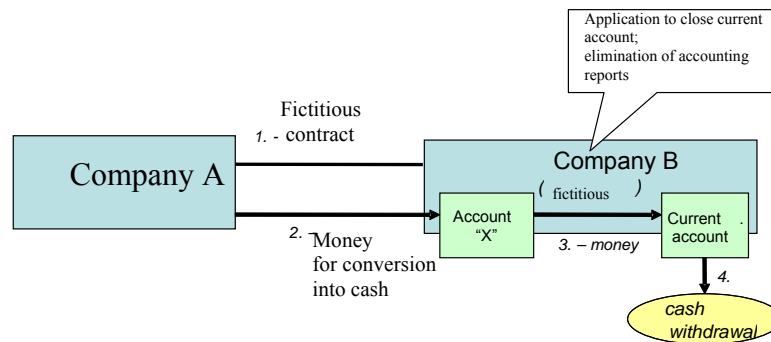 Application to close current
account;
elimination of accounting
reports
Fictitious
1. - contract
Company A
Company B
( fictitious )
Account
"X"
Current .
account
2. –
Money
for conversion
into cash
3. – money
4.
cash
withdrawal